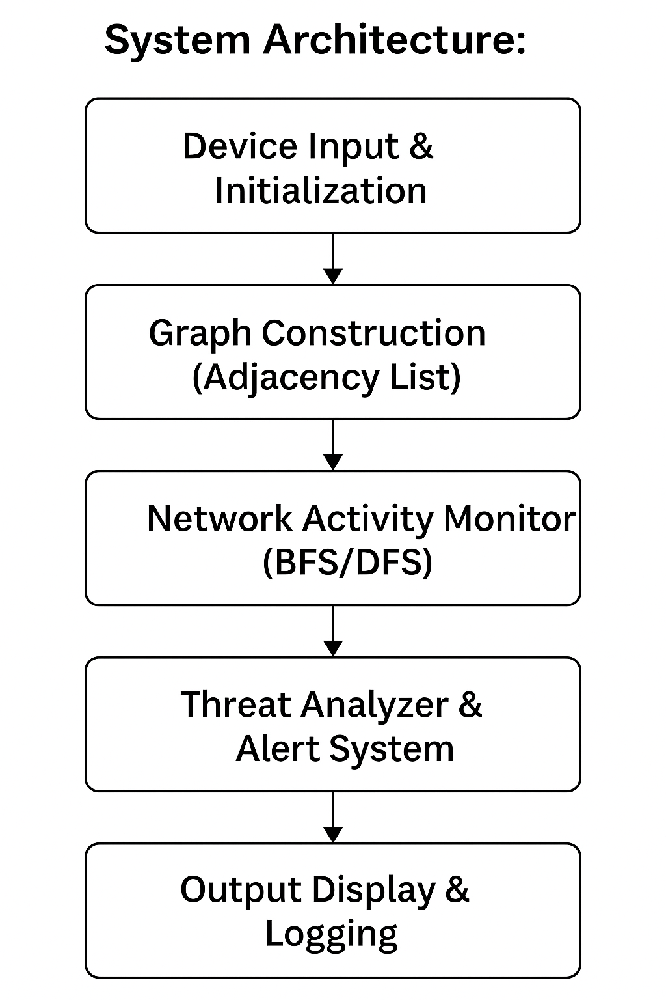 System Architecture:
Device Input &
Initialization
Graph Construction
(Adjacency List)
Network Activity Monitor
(BFS/DFS)
Threat Analyzer &
Alert System
Output Display &
Logging